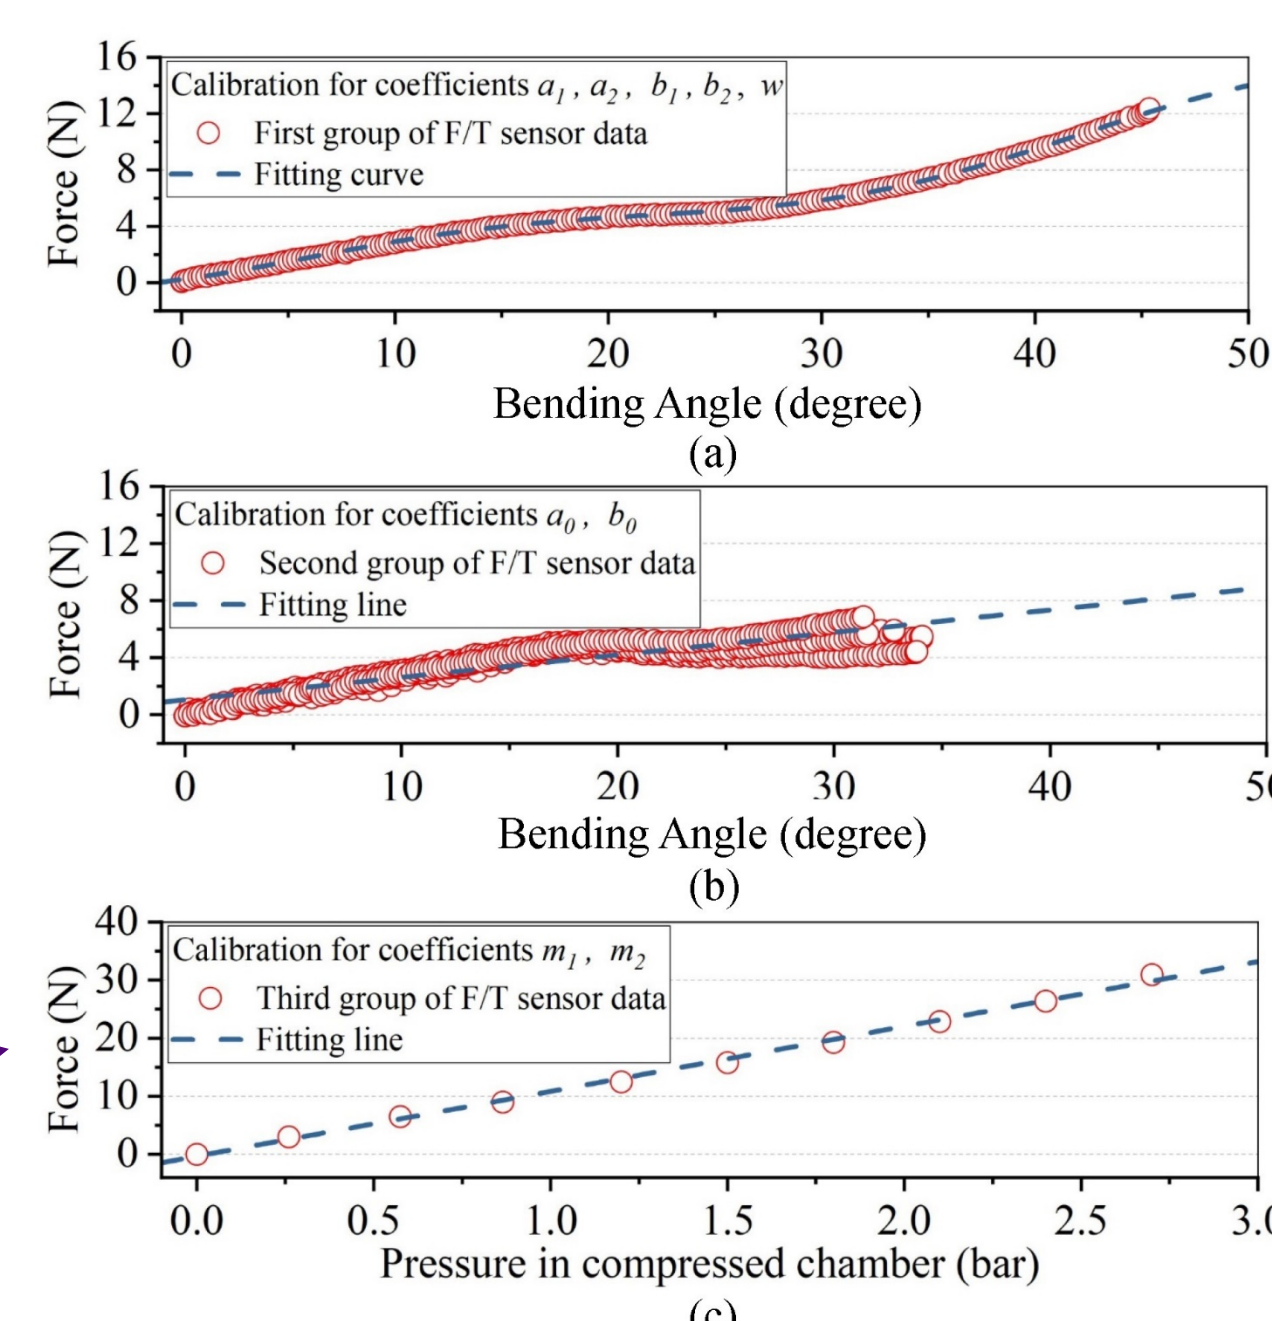 16
12
8
4
0
Force (N)
Calibration for coefficients a1, a2, b1, b2, w
First group of F/T sensor data
Fitting curve
0 10 20 30 40 50
Bending Angle (degree)
(a)
16
12
8
4
0
Force (N)
Calibration for coefficients a0, b0
Second group of F/T sensor data
Fitting line
0 10 20 30 40 50
Bending Angle (degree)
(b)
40
30
20
10
0
Force (N)
Calibration for coefficients m1, m2
Third group of F/T sensor data
Fitting line
0.0 0.5 1.0 1.5 2.0 2.5 3.0
Pressure in compressed chamber (bar)
(c)